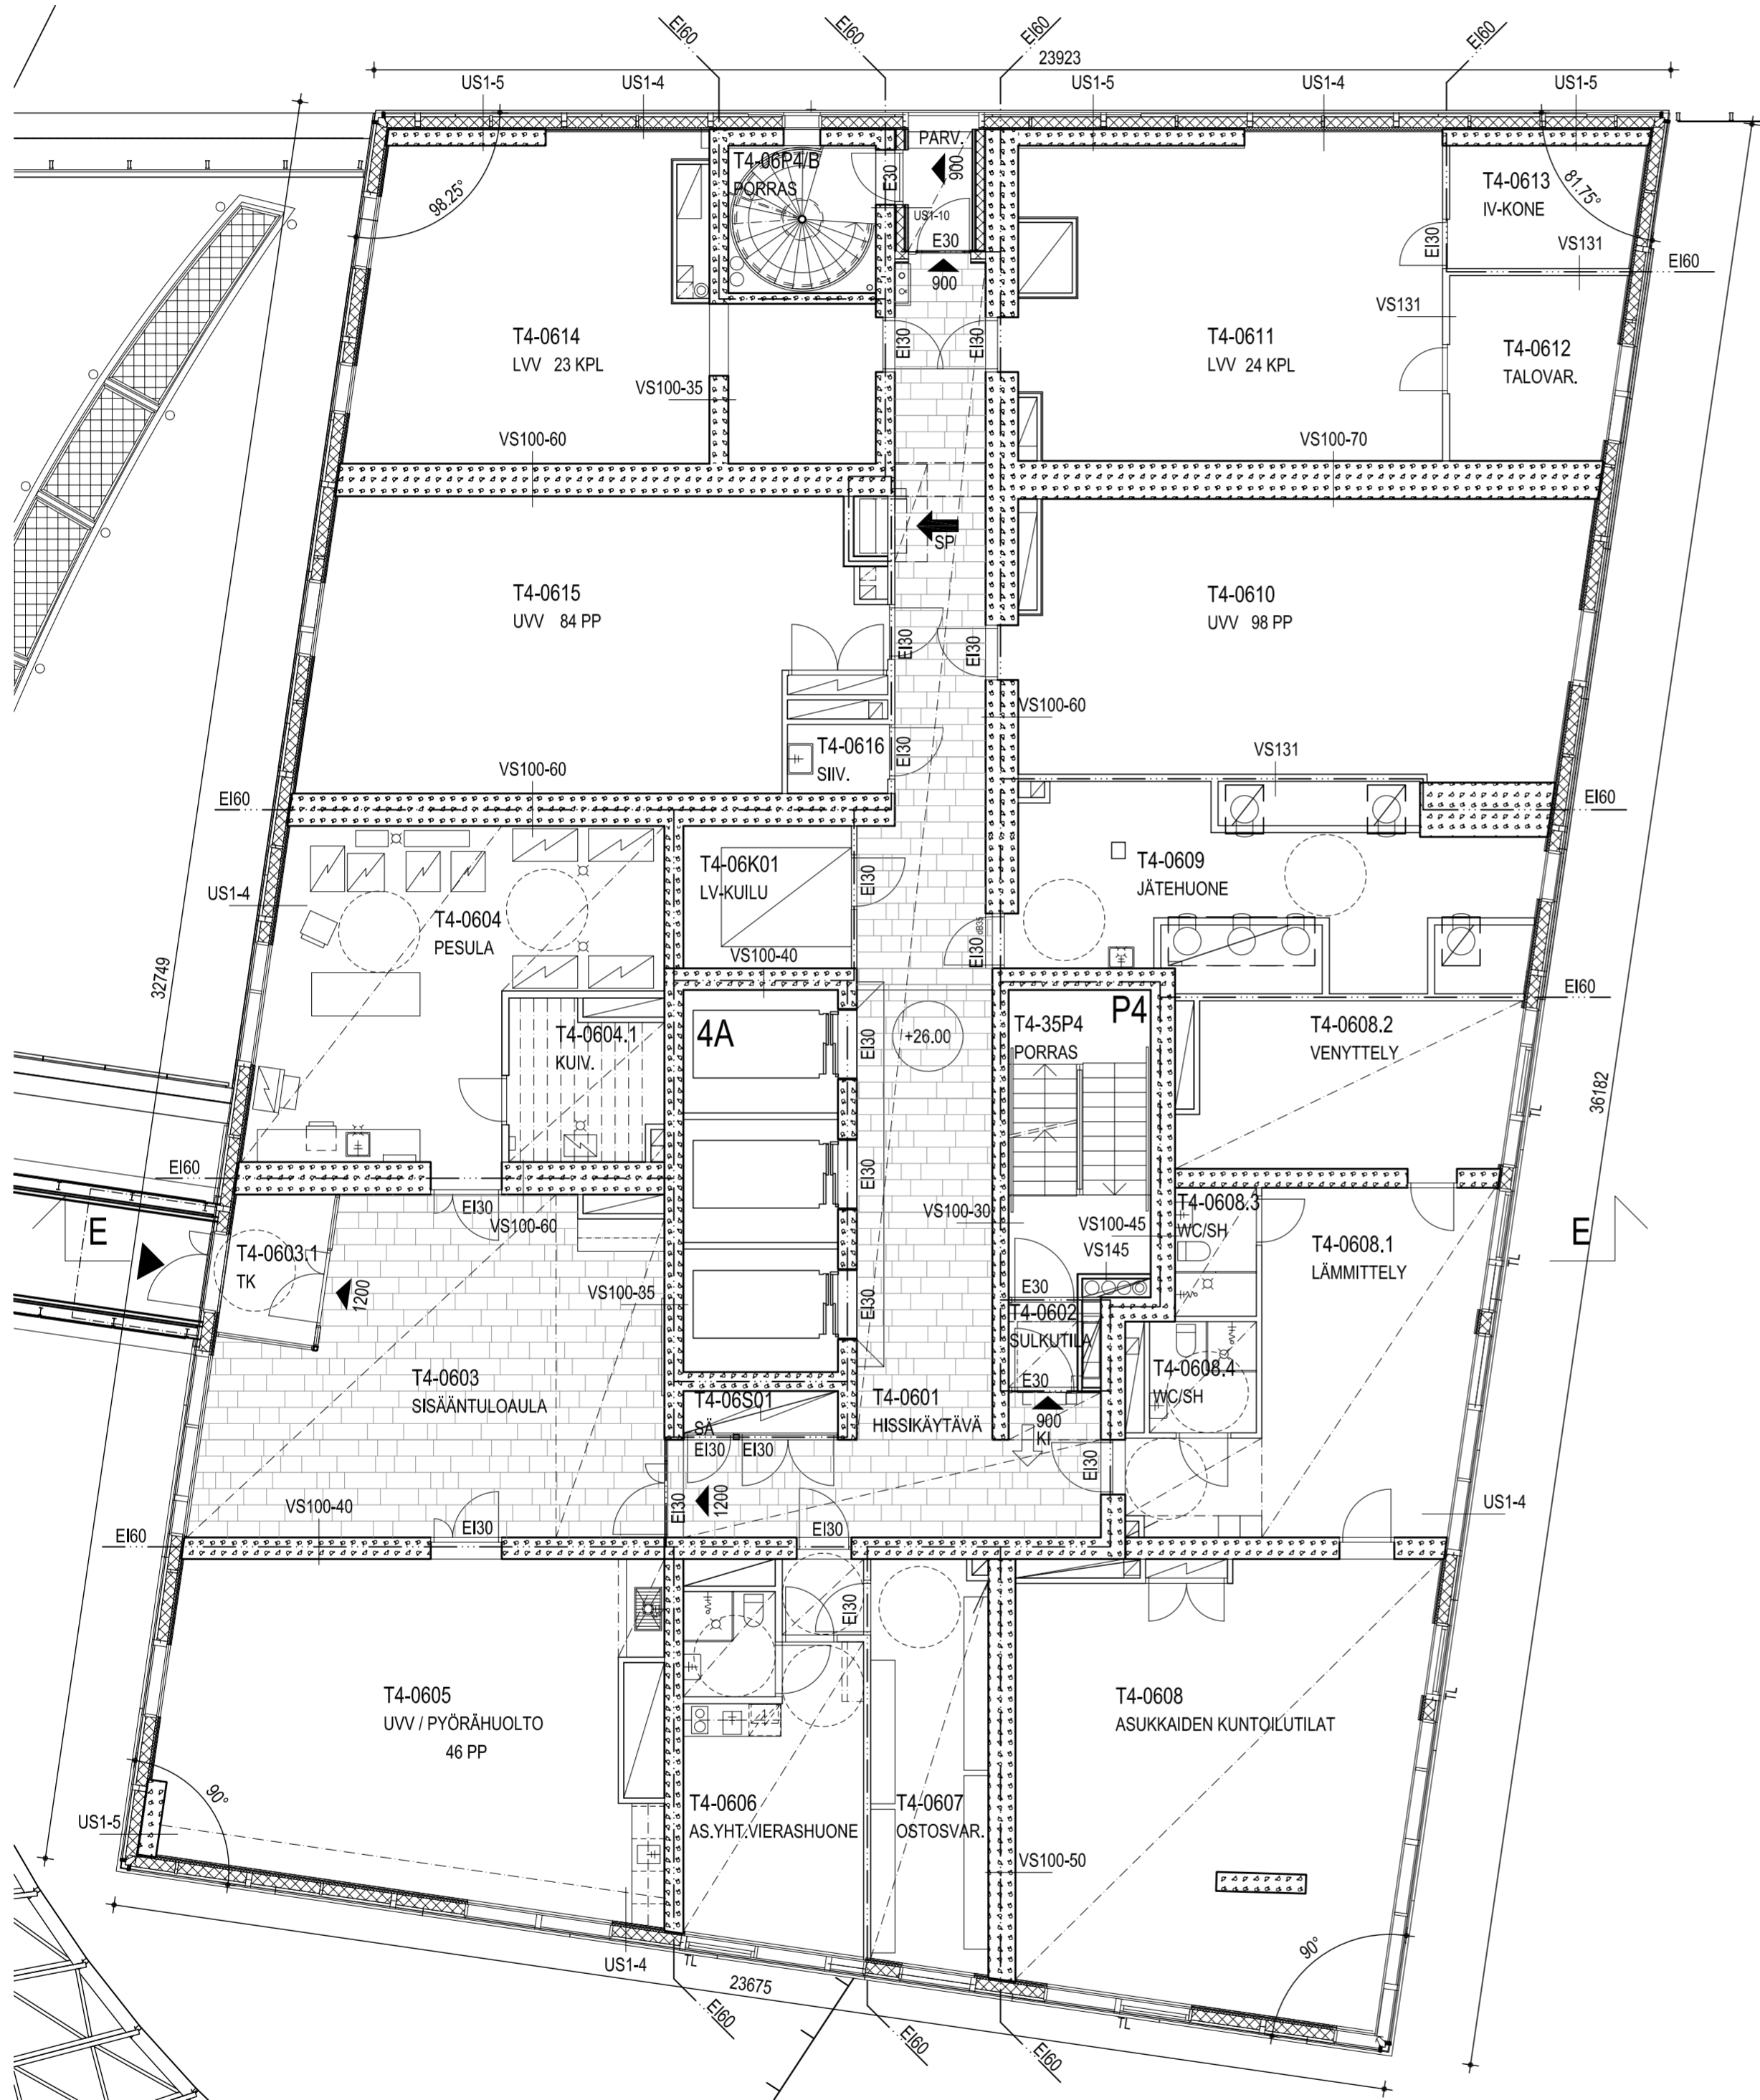 EI60
EI60
EI60
EI60
23923
US1-5
US1-4
US1-5
US1-4
US1-5
PARV.
T4-06P4/B
PORRAS
EI30
900
US1-10
E30
900
98.25°
81.75°
T4-0613
IV-KONE
EI30
VS131
EI60
VS131
T4-0614
LVV 23 KPL
EI30
EI30
T4-0611
LVV 24 KPL
T4-0612
TALOVAR.
VS100-35
VS100-60
VS100-70
SP
T4-0615
UVV 84 PP
T4-0610
UVV 98 PP
EI30
EI30
VS100-60
T4-0616
SIIV.
EI30
VS131
VS100-60
EI60
EI60
T4-06K01
LV-KUILU
EI30
T4-0609
JÄTEHUONE
US1-4
T4-0604
PESULA
VS100-40
EI30
dB35
32749
EI60
T4-0604.1
KUIV.
4A
EI30
+26.00
T4-35P4
PORRAS
P4
T4-0608.2
VENYTTELY
36182
TL
EI60
EI30
EI30
VS100-60
VS100-30
VS100-45
VS145
T4-0608.3
WC/SH
E
T4-0603.1
TK
1200
T4-0608.1
LÄMMITTELY
E
TL
VS100-35
EI30
E30
T4-0602
SULKUTILA
E30
T4-0608.4
WC/SH
T4-0603
SISÄÄNTULOAULA
T4-06S01
SÄ
T4-0601
HISSIKÄYTÄVÄ
900
KI
EI30
EI30
EI30
EI30
1200
VS100-40
EI60
EI30
EI30
US1-4
EI30
T4-0605
UVV / PYÖRÄHUOLTO
46 PP
T4-0608
ASUKKAIDEN KUNTOILUTILAT
TL
90°
US1-5
T4-0606
AS.YHT.VIERASHUONE
T4-0607
OSTOSVAR.
VS100-50
US1-4
TL
23675
90°
TL
EI60
EI60
EI60